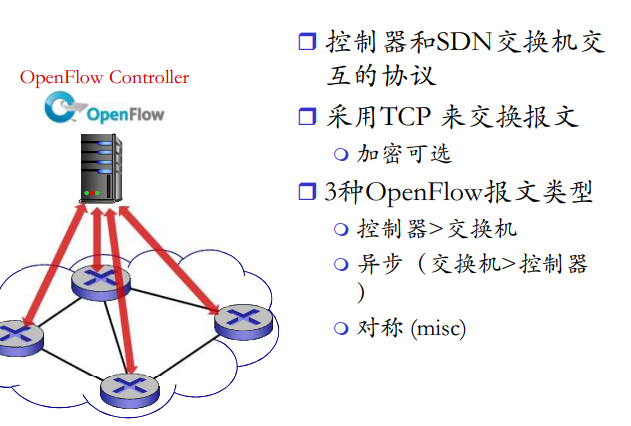 OpenFlow Controller
OpenFlow
控制器和SDN交换机交
互的协议
采用TCP 来交换报文
加密可选
3种OpenFlow报文类型
控制器>交换机
异步（交换机>控制器
）
对称 (misc)